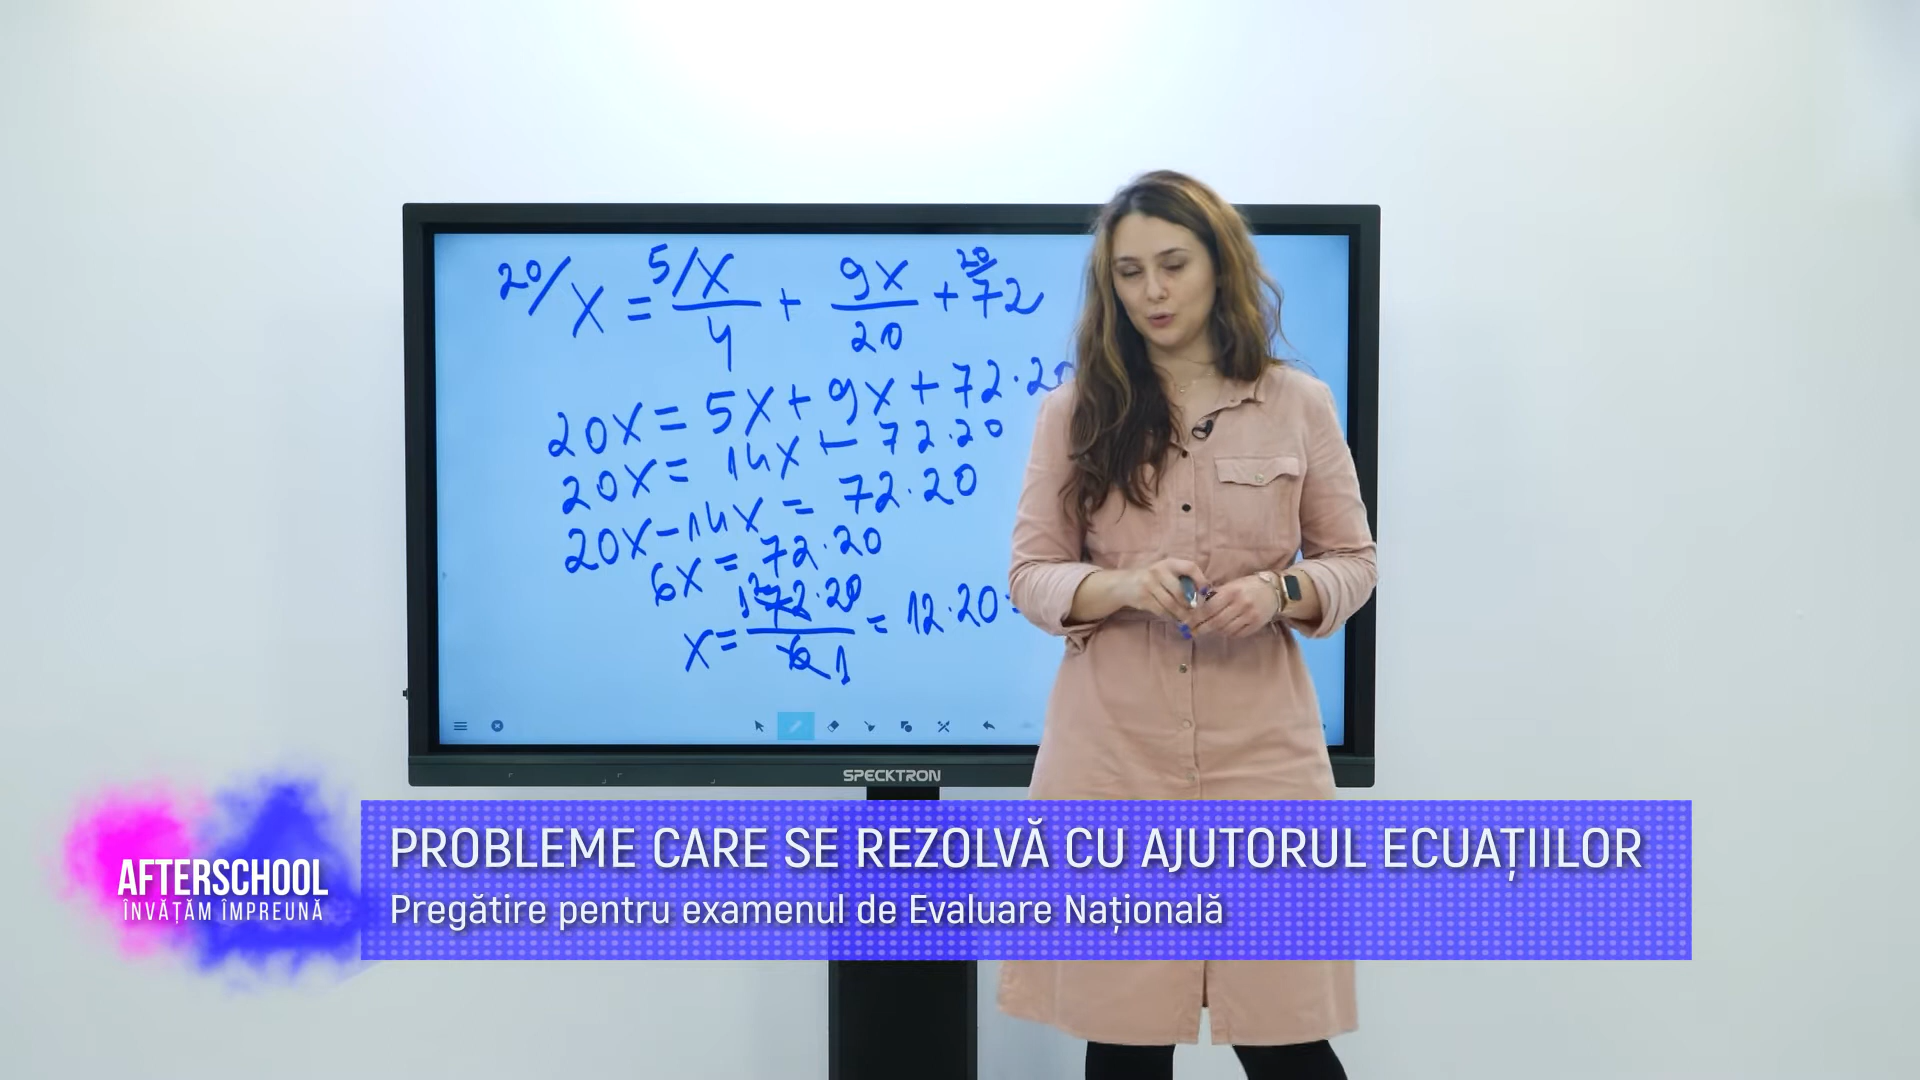 20/ x = 5/ x/4 + 9x/20 + 20/ 72
20x = 5x + 9x + 72·20
20x = 14x + 72·20
20x - 14x = 72·20
6x = 72·20
x = 12 72·20/6 1 = 12·20
SPECKTRON
PROBLEME CARE SE REZOLVĂ CU AJUTORUL ECUAȚIILOR
Pregătire pentru examenul de Evaluare Națională
AFTERSCHOOL
ÎNVĂȚĂM ÎMPREUNĂ